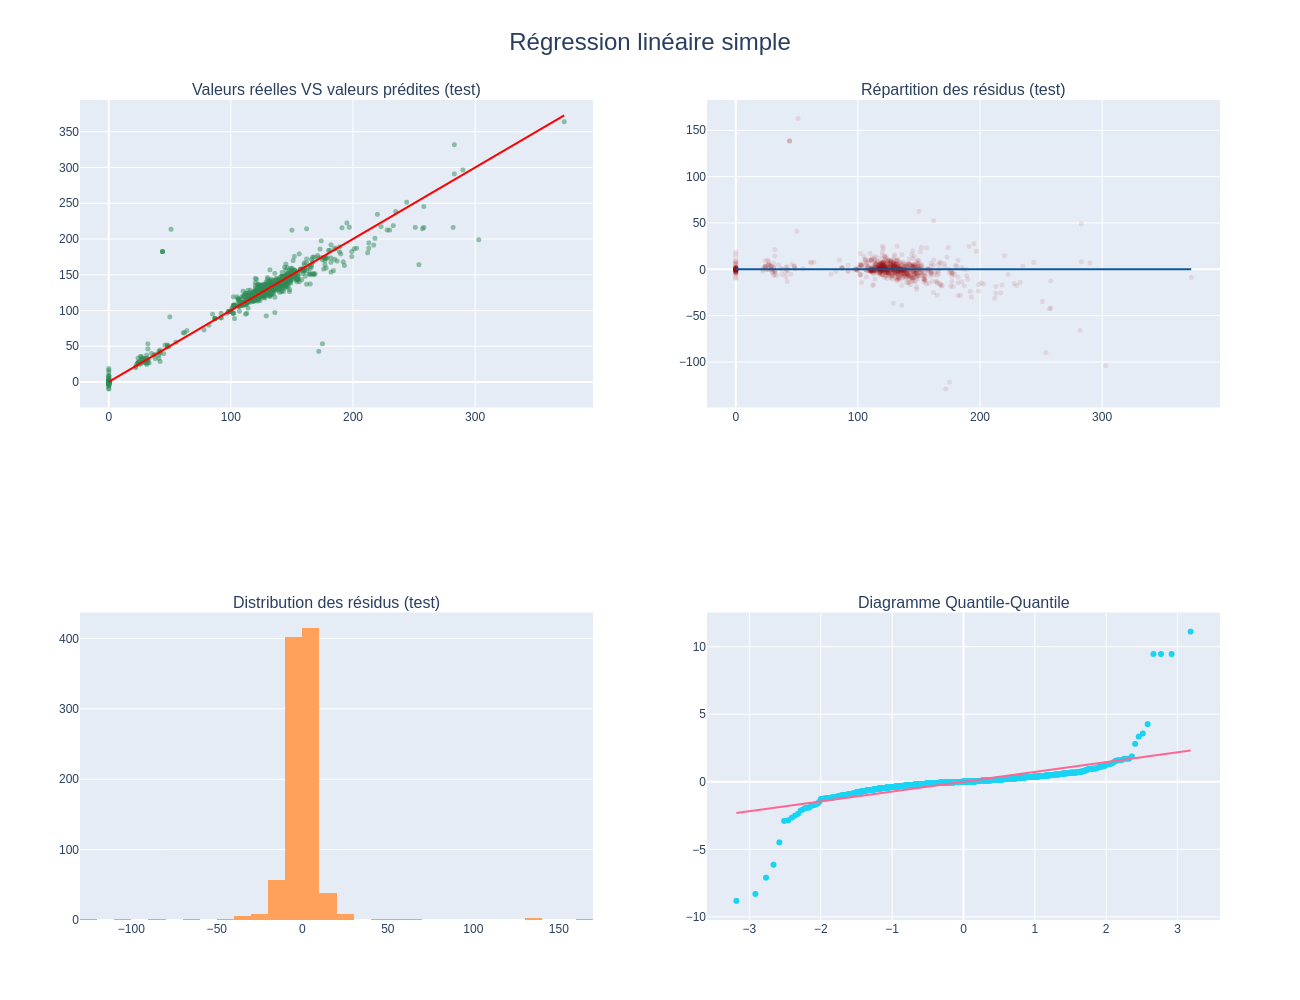 Régression linéaire simple
Valeurs réelles VS valeurs prédites (test)
350
300
250
200
150
100
50
0
0 100 200 300
Répartition des résidus (test)
150
100
50
0
−50
−100
0 100 200 300
Distribution des résidus (test)
400
300
200
100
0
−100 −50 0 50 100 150
Diagramme Quantile-Quantile
10
5
0
−5
−10
−3 −2 −1 0 1 2 3